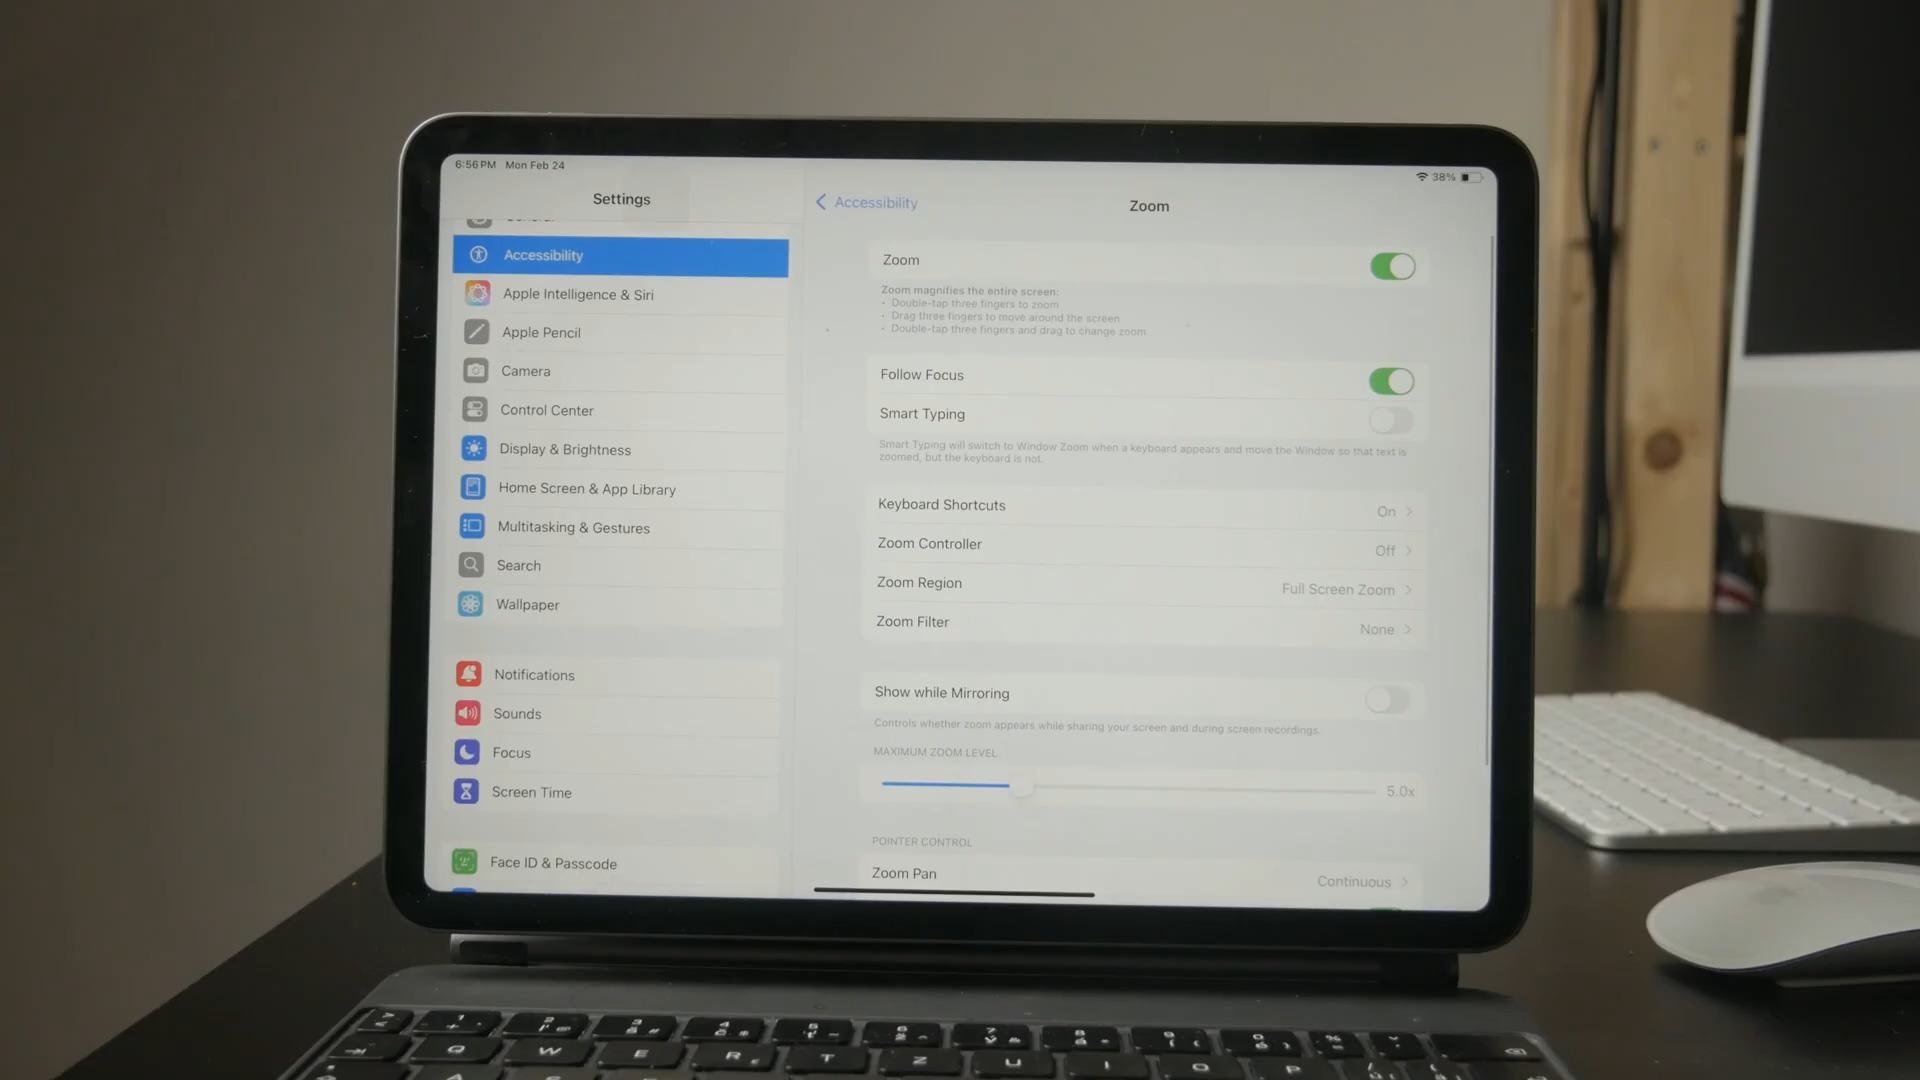 6:56 PM Mon Feb 24
38%
Settings
Accessibility
Apple Intelligence & Siri
Apple Pencil
Camera
Control Center
Display & Brightness
Home Screen & App Library
Multitasking & Gestures
Search
Wallpaper
Notifications
Sounds
Focus
Screen Time
Face ID & Passcode
Accessibility
Zoom
Zoom
Zoom magnifies the entire screen:
• Double-tap three fingers to zoom
• Drag three fingers to move around the screen
• Double-tap three fingers and drag to change zoom
Follow Focus
Smart Typing
Smart Typing will switch to Window Zoom when a keyboard appears and move the Window so that text is
zoomed, but the keyboard is not.
Keyboard Shortcuts On
Zoom Controller Off
Zoom Region Full Screen Zoom
Zoom Filter None
Show while Mirroring
Controls whether zoom appears while sharing your screen and during screen recordings.
MAXIMUM ZOOM LEVEL
5.0x
POINTER CONTROL
Zoom Pan Continuous
Q W E R T Z U I O P